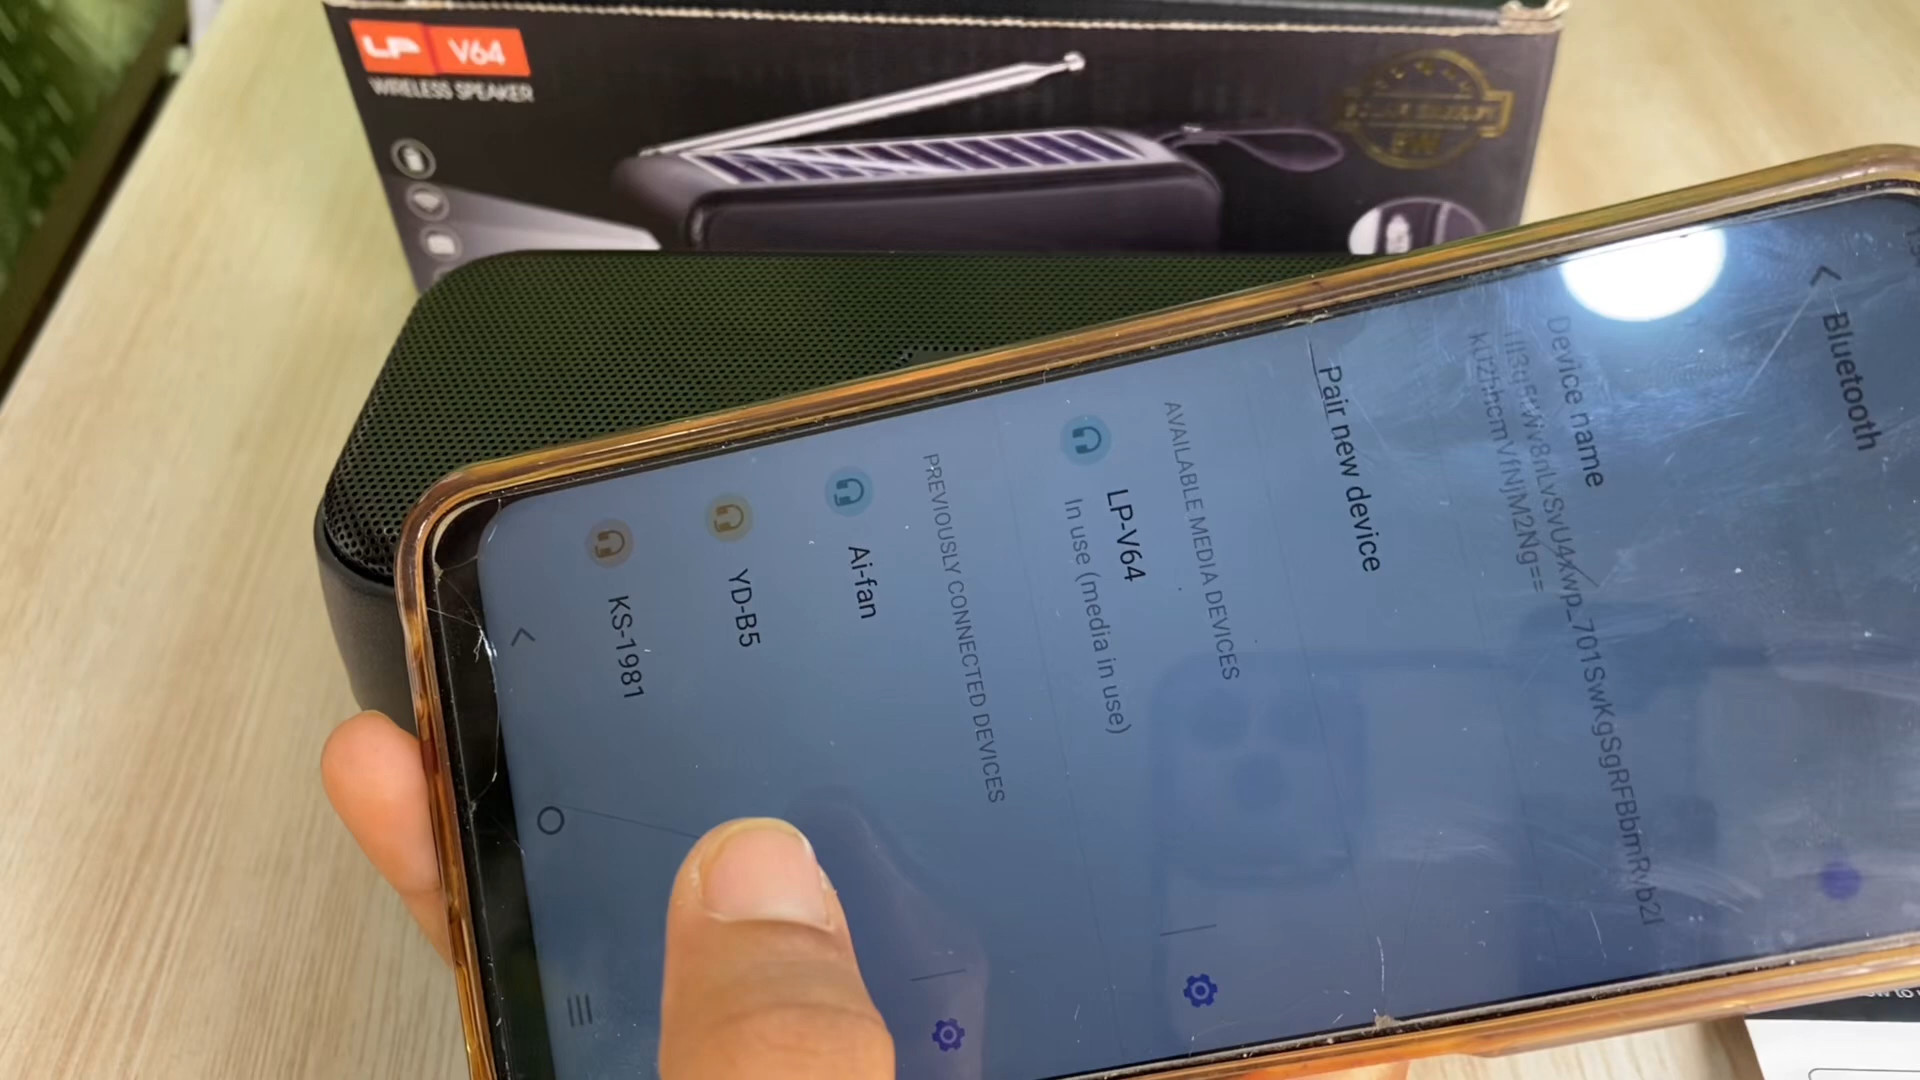 LP V64
WIRELESS SPEAKER
Bluetooth
Device name
Pair new device
AVAILABLE MEDIA DEVICES
LP-V64
In use (media in use)
PREVIOUSLY CONNECTED DEVICES
Ai-fan
YD-B5
KS-1981